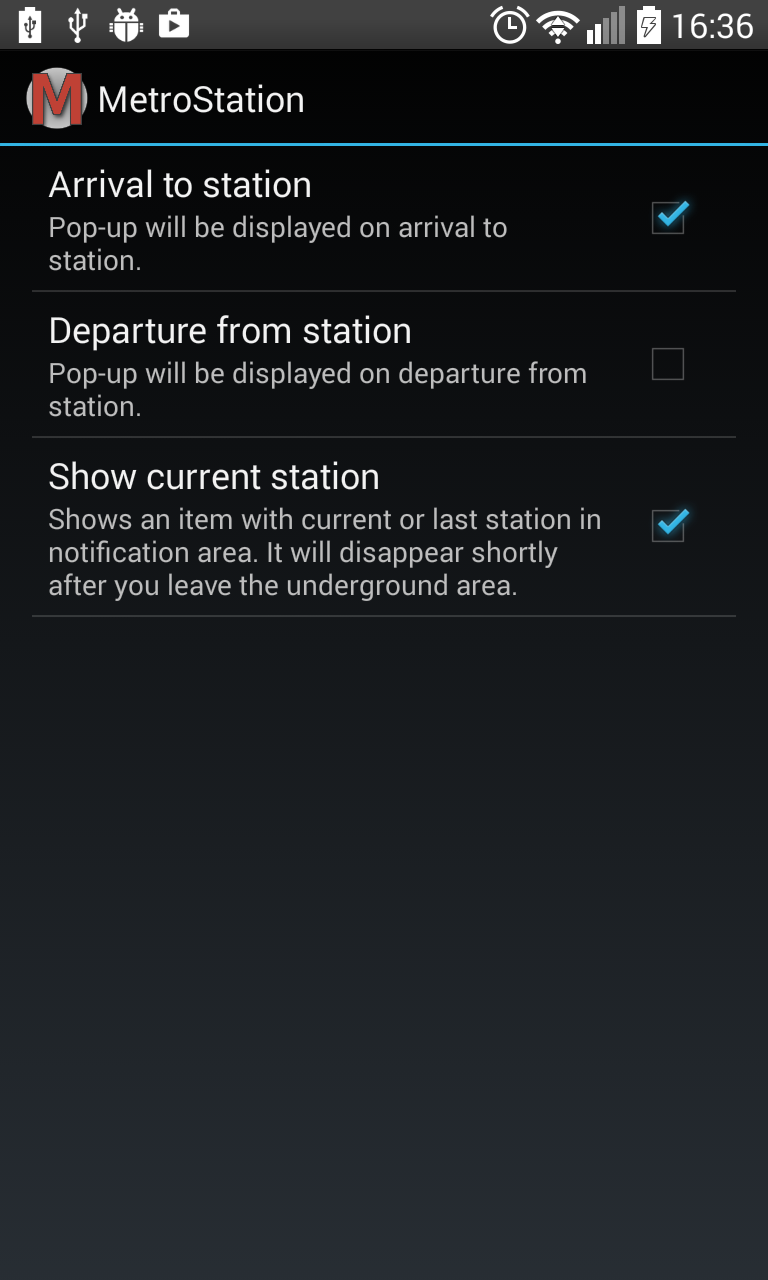 16:36
M MetroStation
Arrival to station
Pop-up will be displayed on arrival to
station.
Departure from station
Pop-up will be displayed on departure from
station.
Show current station
Shows an item with current or last station in
notification area. It will disappear shortly
after you leave the underground area.